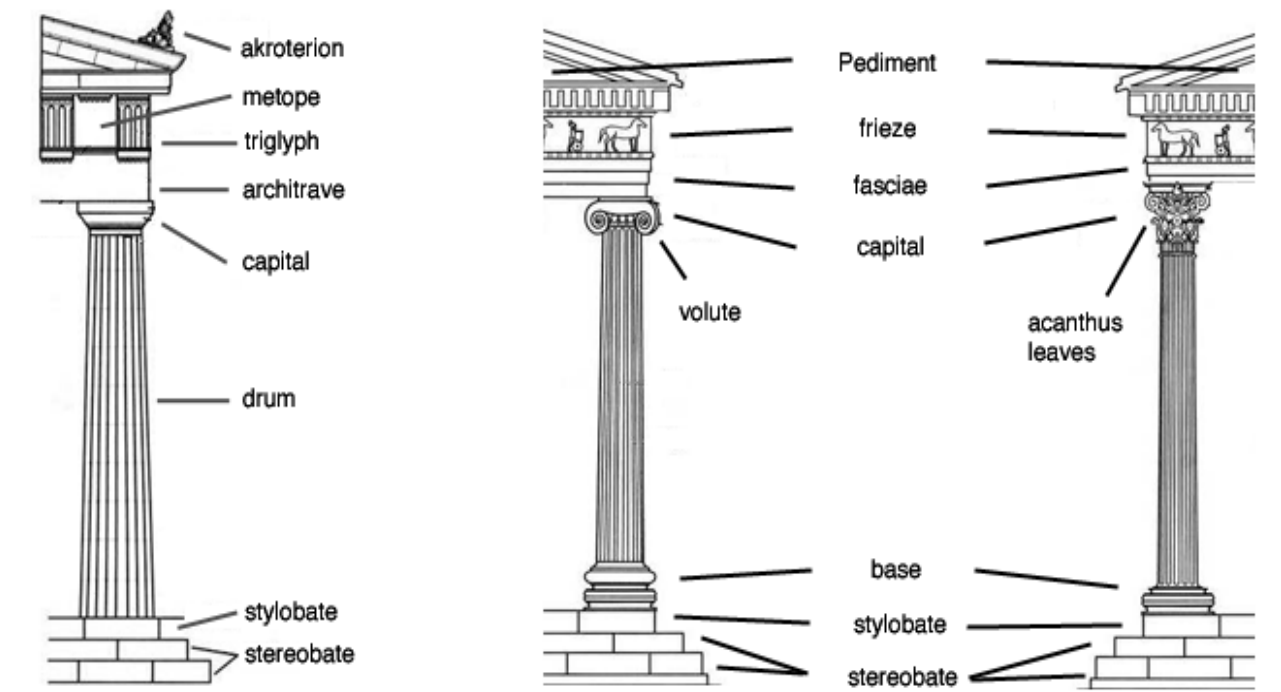 akroterion
metope
triglyph
architrave
capital
drum
stylobate
stereobate
Pediment
frieze
fasciae
capital
volute
acanthus
leaves
base
stylobate
stereobate